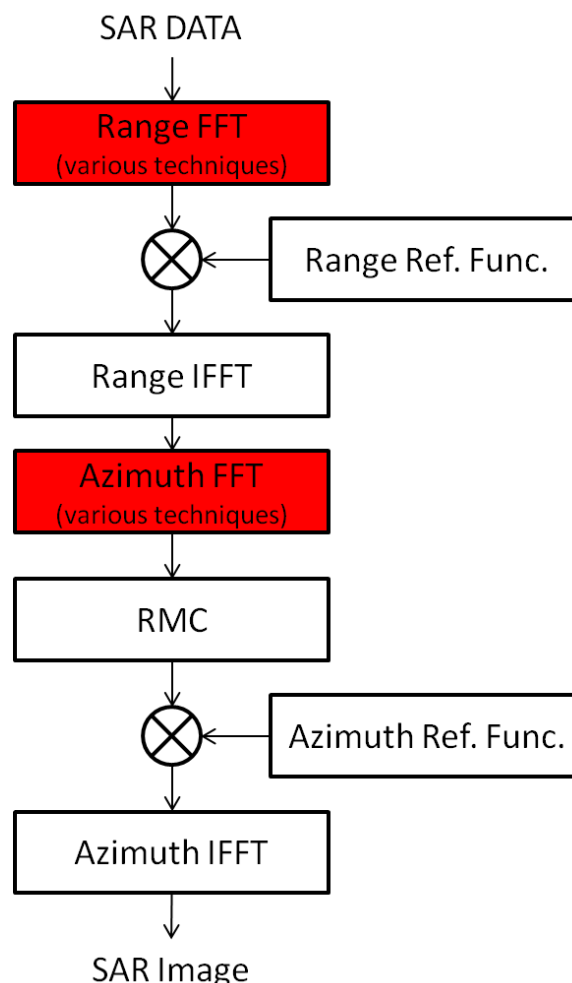 SAR DATA
Range FFT
(various techniques)
Range Ref. Func.
Range IFFT
Azimuth FFT
(various techniques)
RMC
Azimuth Ref. Func.
Azimuth IFFT
SAR Image